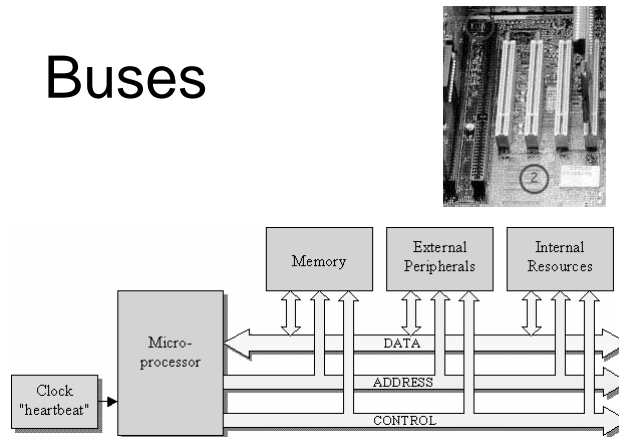 Buses
2
Memory
External
Peripherals
Internal
Resources
Micro-
processor
DATA
ADDRESS
CONTROL
Clock
"heartbeat"